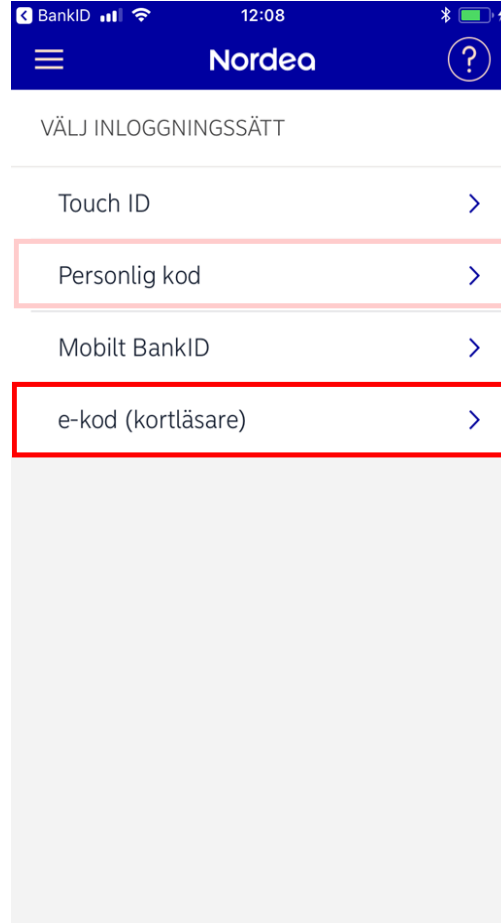 BankID 12:08
Nordea ?
VÄLJ INLOGGNINGSSÄTT
Touch ID
Personlig kod
Mobilt BankID
e-kod (kortläsare)